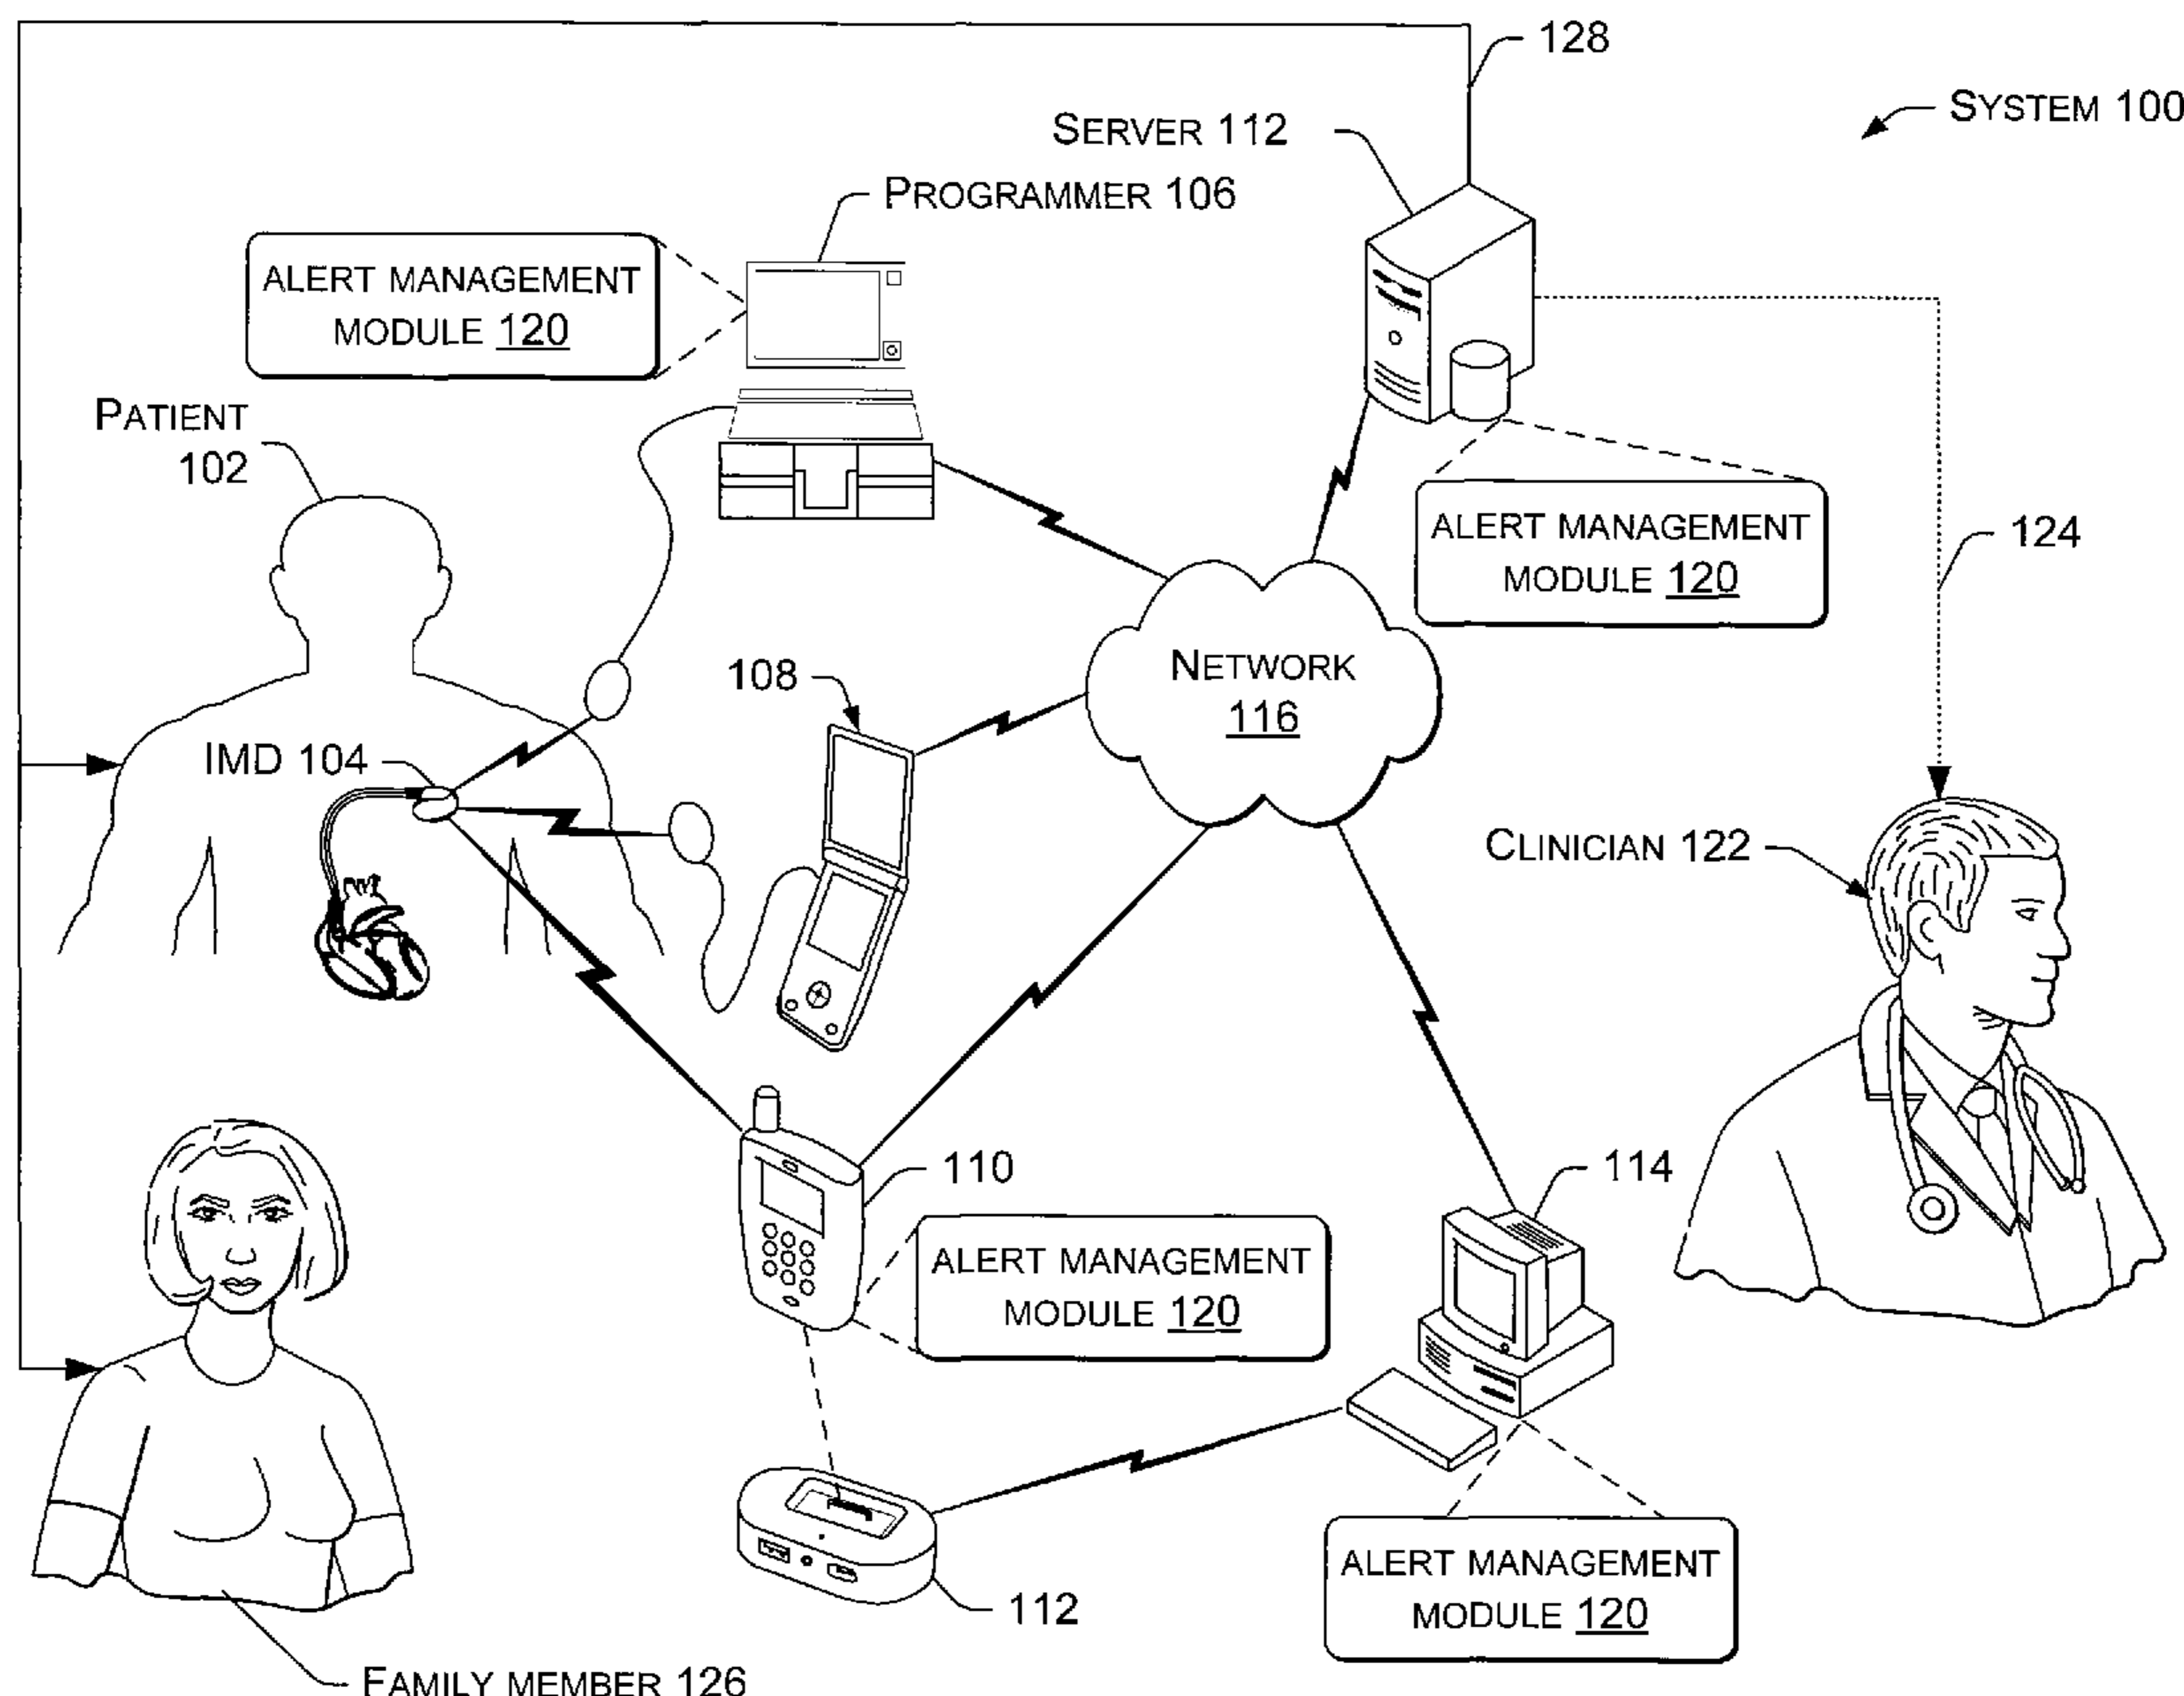 128
SYSTEM 100
SERVER 112
PROGRAMMER 106
ALERT MANAGEMENT
MODULE 120
PATIENT
102
ALERT MANAGEMENT
MODULE 120
124
NETWORK
116
108
IMD 104
CLINICIAN 122
110
114
ALERT MANAGEMENT
MODULE 120
112
ALERT MANAGEMENT
MODULE 120
FAMILY MEMBER 126